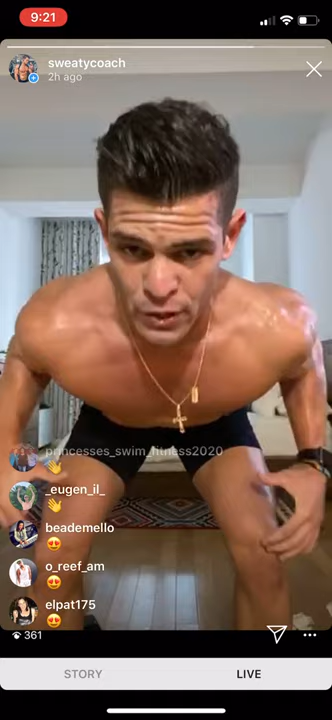 9:21
sweatycoach
2h ago
princesses_swim_fitness2020
_eugen_il_
beademello
o_reef_am
elpat175
361
STORY
LIVE